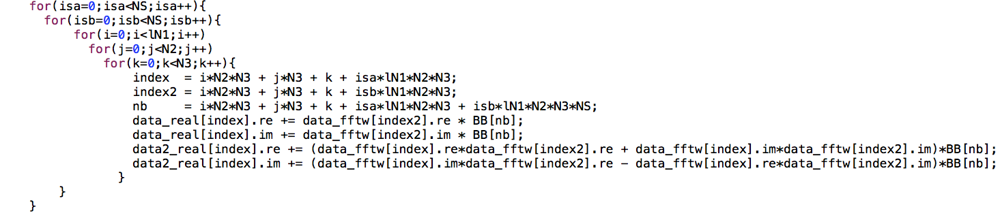 for(isa=0;isa<NS;isa++){
for(isb=0;isb<NS;isb++){
for(i=0;i<lN1;i++)
for(j=0;j<N2;j++)
for(k=0;k<N3;k++){
index  = i*N2*N3 + j*N3 + k + isa*lN1*N2*N3;
index2 = i*N2*N3 + j*N3 + k + isb*lN1*N2*N3;
nb     = i*N2*N3 + j*N3 + k + isa*lN1*N2*N3 + isb*lN1*N2*N3*NS;
data_real[index].re += data_fftw[index2].re * BB[nb];
data_real[index].im += data_fftw[index2].im * BB[nb];
data2_real[index].re += (data_fftw[index].re*data_fftw[index2].re + data_fftw[index].im*data_fftw[index2].im)*BB[nb];
data2_real[index].im += (data_fftw[index].im*data_fftw[index2].re - data_fftw[index].re*data_fftw[index2].im)*BB[nb];
}
}
}